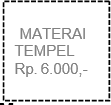 MATERAI
TEMPEL
Rp. 6.000,-